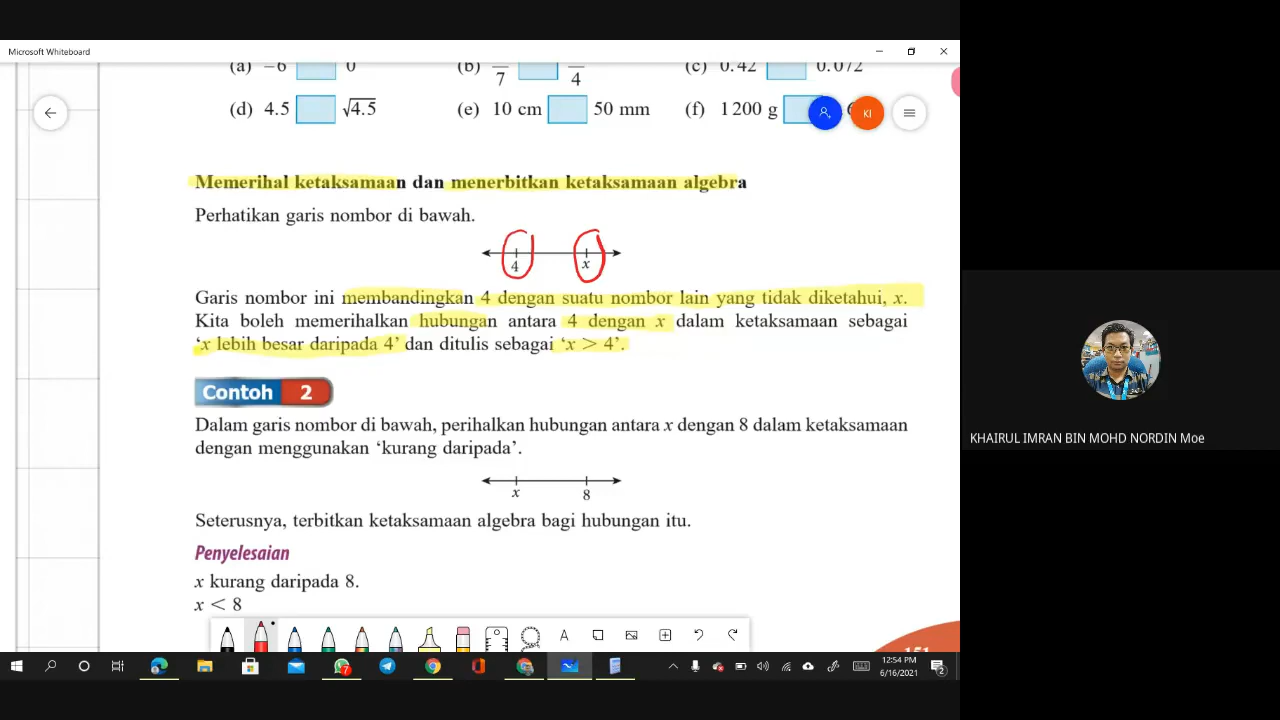 Microsoft Whiteboard
(a) −6 0 (b) 7 4 (c) 0.42 0.072
(d) 4.5 √4.5 (e) 10 cm 50 mm (f) 1 200 g
KI
Memerihal ketaksamaan dan menerbitkan ketaksamaan algebra
Perhatikan garis nombor di bawah.
4 x
Garis nombor ini membandingkan 4 dengan suatu nombor lain yang tidak diketahui, x.
Kita boleh memerihalkan hubungan antara 4 dengan x dalam ketaksamaan sebagai
‘x lebih besar daripada 4’ dan ditulis sebagai ‘x > 4’.
Contoh 2
Dalam garis nombor di bawah, perihalkan hubungan antara x dengan 8 dalam ketaksamaan
dengan menggunakan ‘kurang daripada’.
x 8
Seterusnya, terbitkan ketaksamaan algebra bagi hubungan itu.
Penyelesaian
x kurang daripada 8.
x < 8
KHAIRUL IMRAN BIN MOHD NORDIN Moe
A
7
12:54 PM
6/16/2021
2